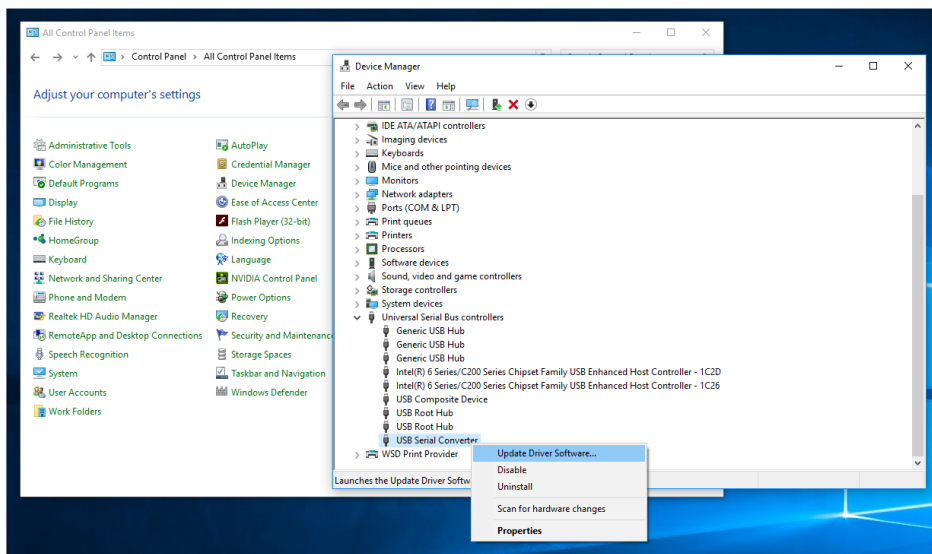 All Control Panel Items
Control Panel > All Control Panel Items
Adjust your computer's settings
Administrative Tools
AutoPlay
Color Management
Credential Manager
Default Programs
Device Manager
Display
Ease of Access Center
File History
Flash Player (32-bit)
HomeGroup
Indexing Options
Keyboard
Language
Network and Sharing Center
NVIDIA Control Panel
Phone and Modem
Power Options
Realtek HD Audio Manager
Recovery
RemoteApp and Desktop Connections
Security and Maintenance
Speech Recognition
Storage Spaces
System
Taskbar and Navigation
User Accounts
Windows Defender
Work Folders
Device Manager
File Action View Help
IDE ATA/ATAPI controllers
Imaging devices
Keyboards
Mice and other pointing devices
Monitors
Network adapters
Ports (COM & LPT)
Print queues
Printers
Processors
Software devices
Sound, video and game controllers
Storage controllers
System devices
Universal Serial Bus controllers
Generic USB Hub
Generic USB Hub
Generic USB Hub
Intel(R) 6 Series/C200 Series Chipset Family USB Enhanced Host Controller - 1C2D
Intel(R) 6 Series/C200 Series Chipset Family USB Enhanced Host Controller - 1C26
USB Composite Device
USB Root Hub
USB Root Hub
USB Serial Converter
WSD Print Provider
Launches the Update Driver Softw
Update Driver Software...
Disable
Uninstall
Scan for hardware changes
Properties